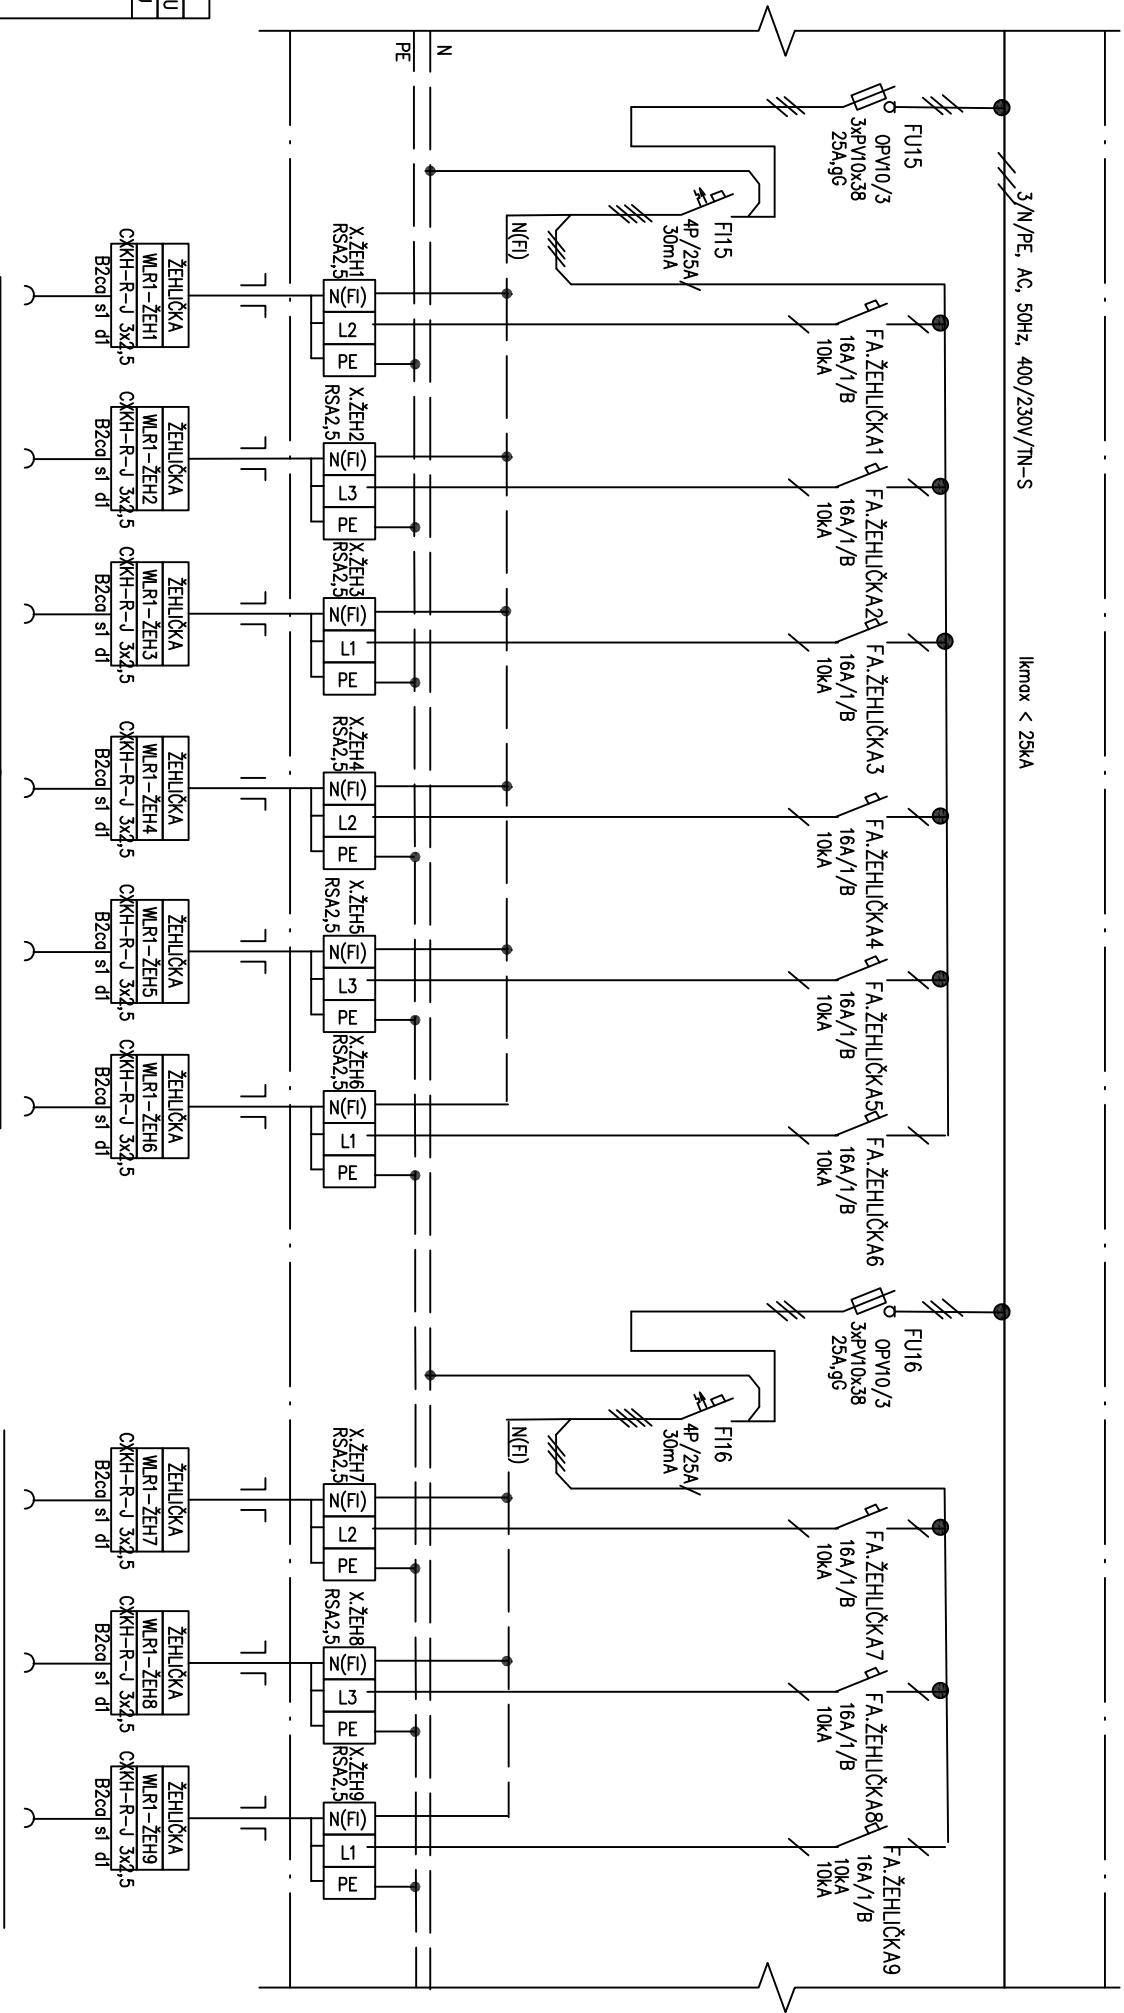 3/N/PE, AC, 50Hz, 400/230V/TN-S
Ikmax < 25kA
FU15
OPV10/3
3xPV10x38
25A,gG
FI15
4P/25A
30mA
N(FI)
N
PE
FA.ŽEHLIČKA1
16A/1/B
10kA
FA.ŽEHLIČKA2
16A/1/B
10kA
FA.ŽEHLIČKA3
16A/1/B
10kA
FA.ŽEHLIČKA4
16A/1/B
10kA
FA.ŽEHLIČKA5
16A/1/B
10kA
FA.ŽEHLIČKA6
16A/1/B
10kA
FU16
OPV10/3
3xPV10x38
25A,gG
FI16
4P/25A
30mA
N(FI)
FA.ŽEHLIČKA7
16A/1/B
10kA
FA.ŽEHLIČKA8
16A/1/B
10kA
FA.ŽEHLIČKA9
16A/1/B
10kA
10kA
X.ŽEH1
RSA2,5
N(FI)
L2
PE
X.ŽEH2
RSA2,5
N(FI)
L3
PE
X.ŽEH3
RSA2,5
N(FI)
L1
PE
X.ŽEH4
RSA2,5
N(FI)
L2
PE
X.ŽEH5
RSA2,5
N(FI)
L3
PE
X.ŽEH6
RSA2,5
N(FI)
L1
PE
X.ŽEH7
RSA2,5
N(FI)
L2
PE
X.ŽEH8
RSA2,5
N(FI)
L3
PE
X.ŽEH9
RSA2,5
N(FI)
L1
PE
ŽEHLIČKA
WLR1-ŽEH1
CXKH-R-J 3x2,5
B2ca s1 d1
ŽEHLIČKA
WLR1-ŽEH2
CXKH-R-J 3x2,5
B2ca s1 d1
ŽEHLIČKA
WLR1-ŽEH3
CXKH-R-J 3x2,5
B2ca s1 d1
ŽEHLIČKA
WLR1-ŽEH4
CXKH-R-J 3x2,5
B2ca s1 d1
ŽEHLIČKA
WLR1-ŽEH5
CXKH-R-J 3x2,5
B2ca s1 d1
ŽEHLIČKA
WLR1-ŽEH6
CXKH-R-J 3x2,5
B2ca s1 d1
ŽEHLIČKA
WLR1-ŽEH7
CXKH-R-J 3x2,5
B2ca s1 d1
ŽEHLIČKA
WLR1-ŽEH8
CXKH-R-J 3x2,5
B2ca s1 d1
ŽEHLIČKA
WLR1-ŽEH9
CXKH-R-J 3x2,5
B2ca s1 d1